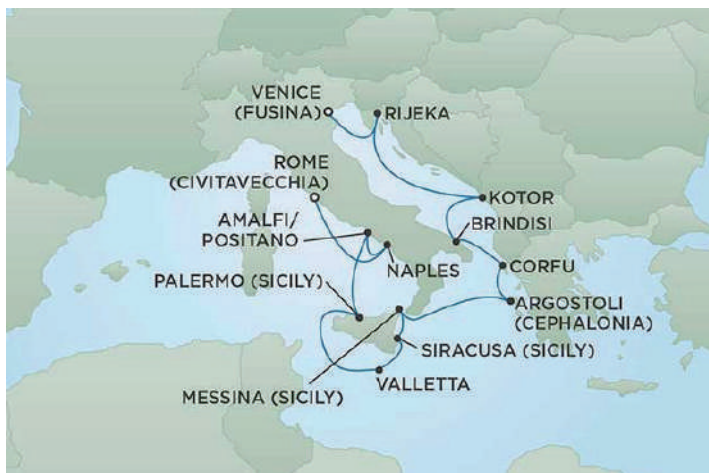 VENICE
(FUSINA)
RIJEKA
ROME
(CIVITAVECCHIA)
KOTOR
AMALFI/
POSITANO
BRINDISI
NAPLES
CORFU
PALERMO (SICILY)
ARGOSTOLI
(CEPHALONIA)
SIRACUSA (SICILY)
VALLETTA
MESSINA (SICILY)